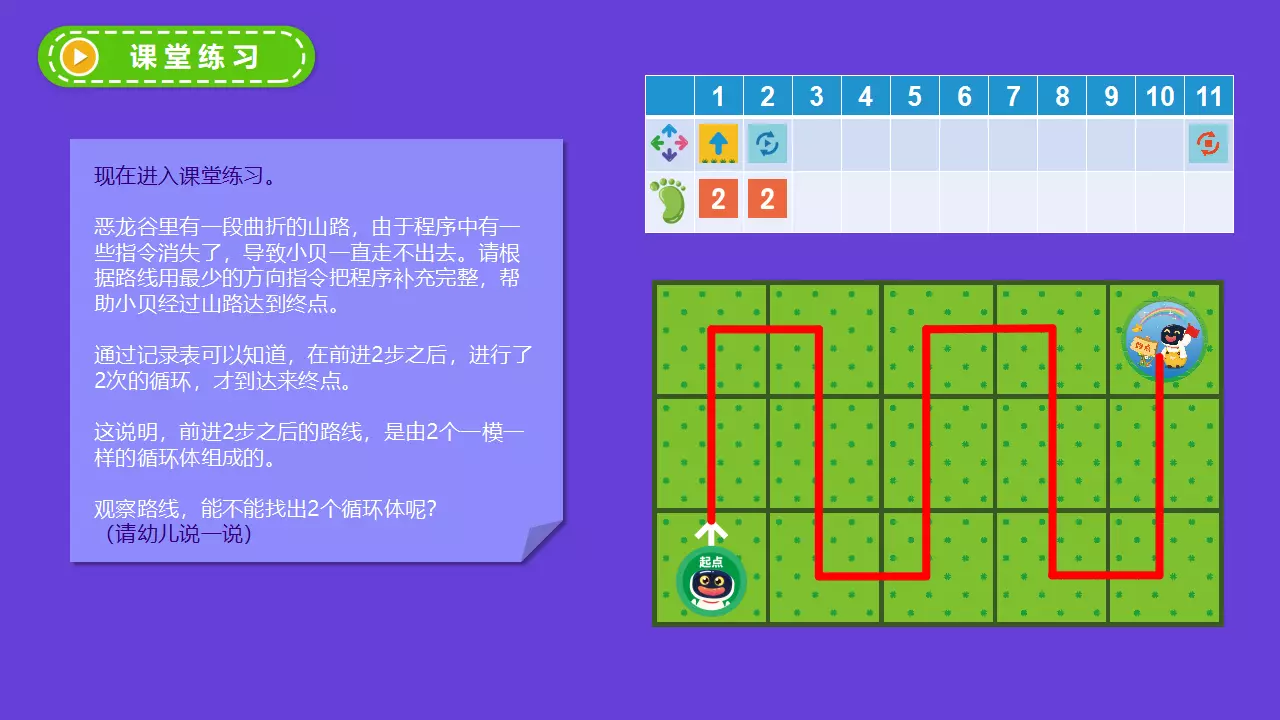 课堂练习
现在进入课堂练习。
恶龙谷里有一段曲折的山路，由于程序中有一
些指令消失了，导致小贝一直走不出去。请根
据路线用最少的方向指令把程序补充完整，帮
助小贝经过山路达到终点。
通过记录表可以知道，在前进2步之后，进行了
2次的循环，才到达来终点。
这说明，前进2步之后的路线，是由2个一模一
样的循环体组成的。
观察路线，能不能找出2个循环体呢？
（请幼儿说一说）
1 2 3 4 5 6 7 8 9 10 11
2 2
终点
起点